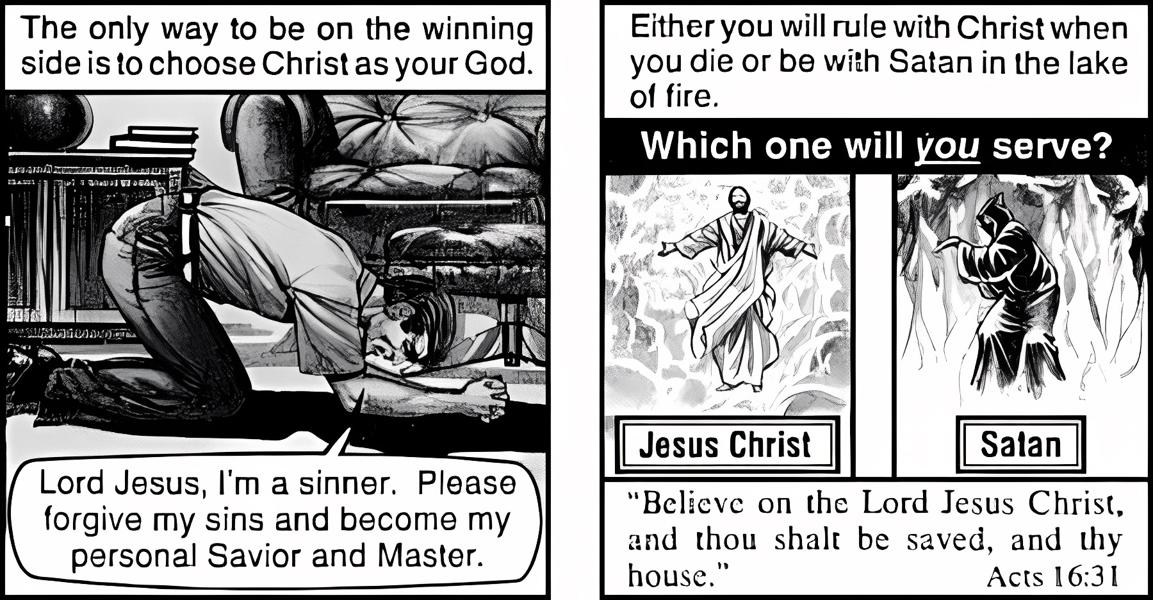 The only way to be on the winning
side is to choose Christ as your God.
Lord Jesus, I'm a sinner. Please
forgive my sins and become my
personal Savior and Master.
Either you will rule with Christ when
you die or be with Satan in the lake
of fire.
Which one will you serve?
Jesus Christ
Satan
"Believe on the Lord Jesus Christ,
and thou shalt be saved, and thy
house."
Acts 16:31